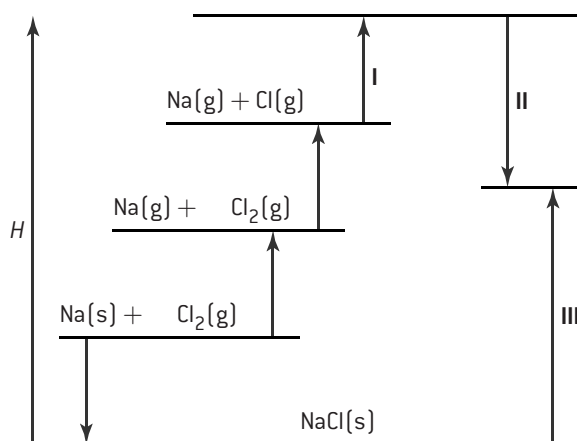 I
Na(g) + Cl(g)
II
Na(g) + Cl₂(g)
H
Na(s) + Cl₂(g)
III
NaCl(s)